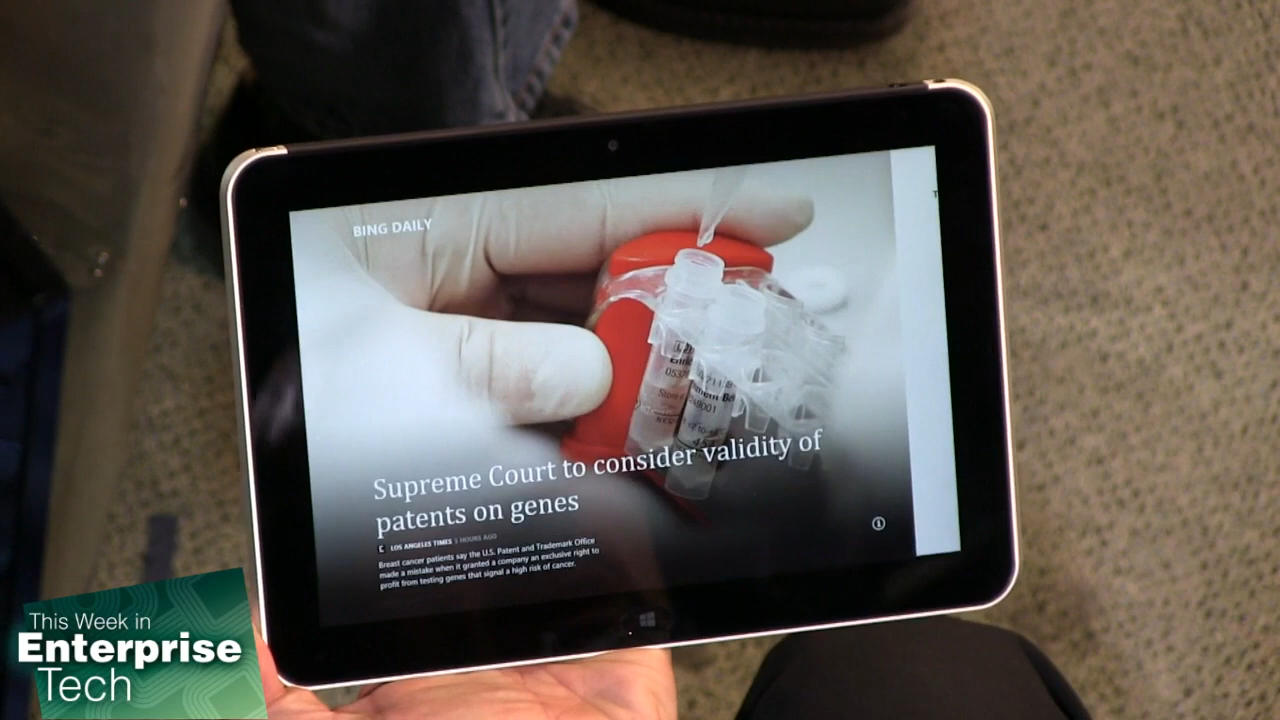 BING DAILY
T
Supreme Court to consider validity of
patents on genes
LOS ANGELES TIMES 3 HOURS AGO
Breast cancer patients say the U.S. Patent and Trademark Office
made a mistake when it granted a company an exclusive right to
profit from testing genes that signal a high risk of cancer.
This Week in
Enterprise
Tech